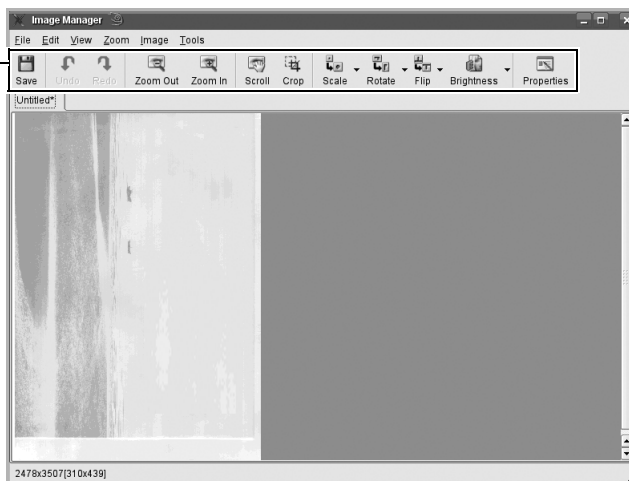 Image Manager
File Edit View Zoom Image Tools
Save Undo Redo Zoom Out Zoom In Scroll Crop Scale Rotate Flip Brightness Properties
Untitled*
2478x3507[310x439]